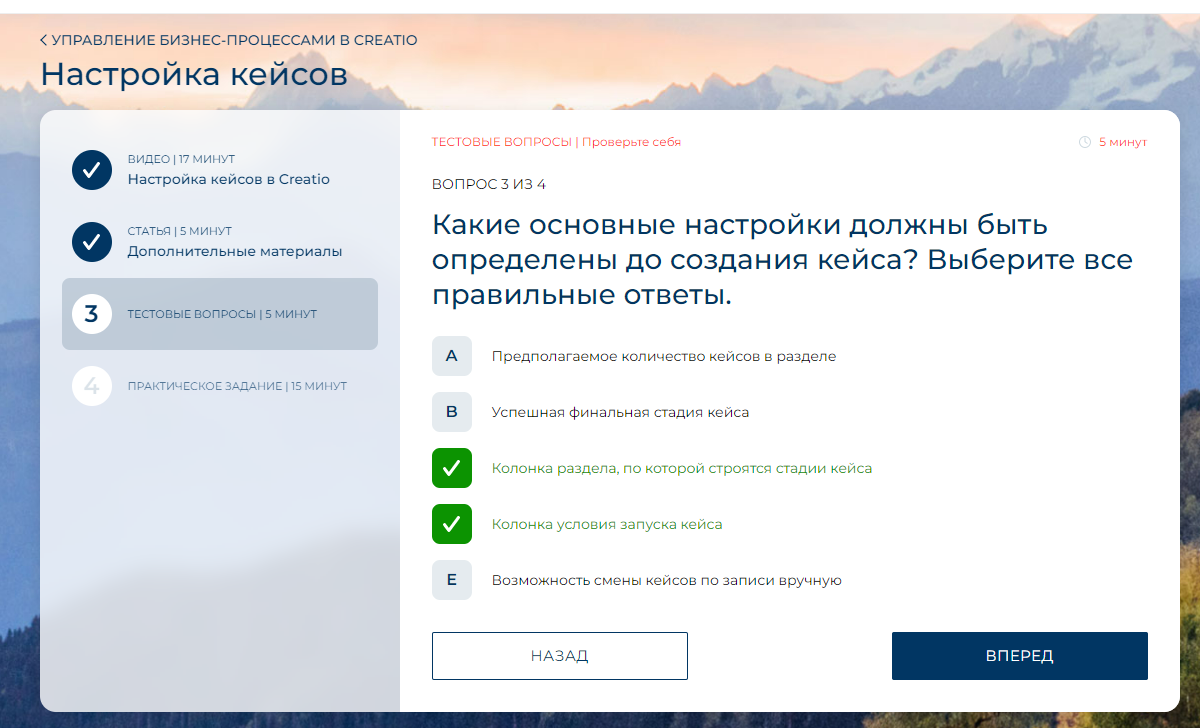 УПРАВЛЕНИЕ БИЗНЕС-ПРОЦЕССАМИ В CREATIO
Настройка кейсов
ВИДЕО | 17 МИНУТ
Настройка кейсов в Creatio
СТАТЬЯ | 5 МИНУТ
Дополнительные материалы
3
ТЕСТОВЫЕ ВОПРОСЫ | 5 МИНУТ
4
ПРАКТИЧЕСКОЕ ЗАДАНИЕ | 15 МИНУТ
ТЕСТОВЫЕ ВОПРОСЫ | Проверьте себя
5 минут
ВОПРОС 3 ИЗ 4
Какие основные настройки должны быть
определены до создания кейса? Выберите все
правильные ответы.
A Предполагаемое количество кейсов в разделе
B Успешная финальная стадия кейса
Колонка раздела, по которой строятся стадии кейса
Колонка условия запуска кейса
E Возможность смены кейсов по записи вручную
НАЗАД
ВПЕРЕД